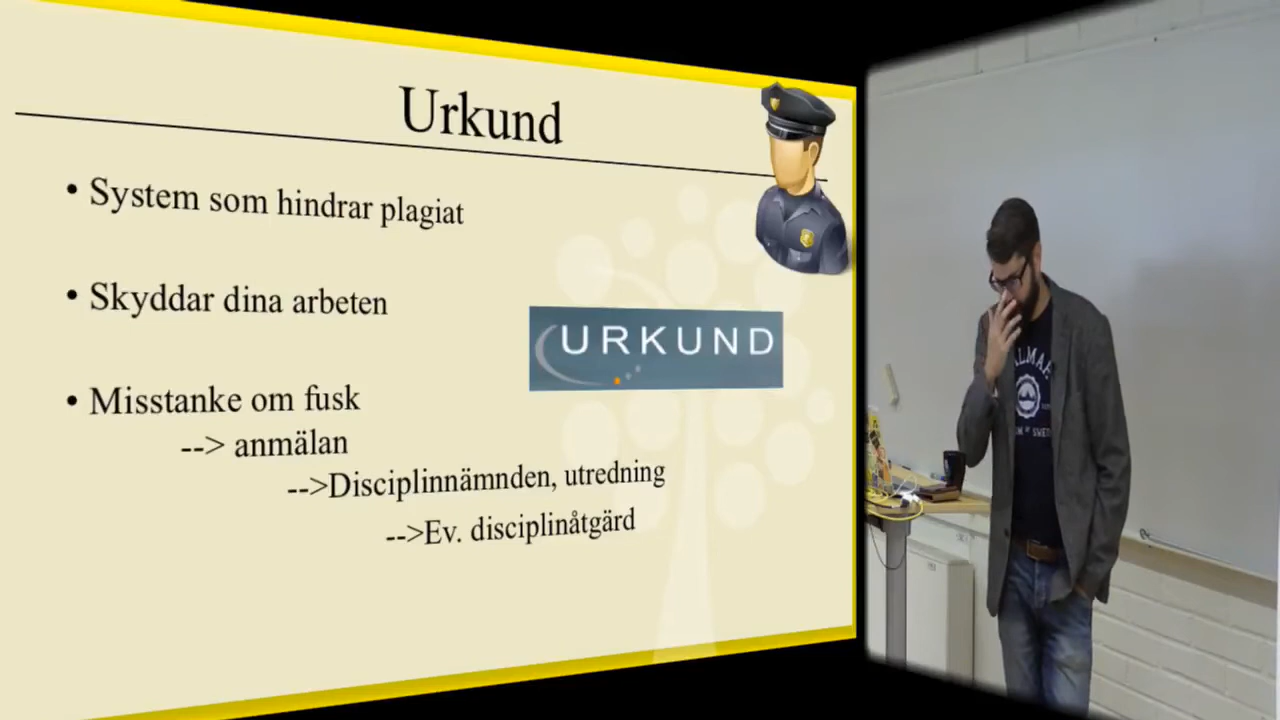 Urkund
• System som hindrar plagiat
• Skyddar dina arbeten
URKUND
• Misstanke om fusk
--> anmälan
-->Disciplinnämnden, utredning
-->Ev. disciplinåtgärd